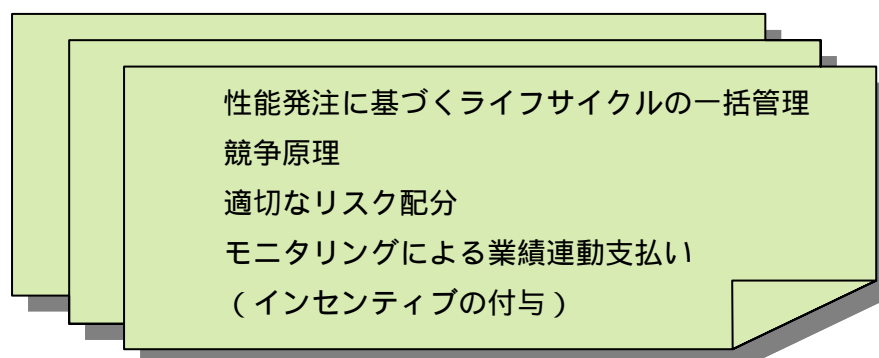 性能発注に基づくライフサイクルの一括管理
競争原理
適切なリスク配分
モニタリングによる業績連動支払い
（インセンティブの付与）